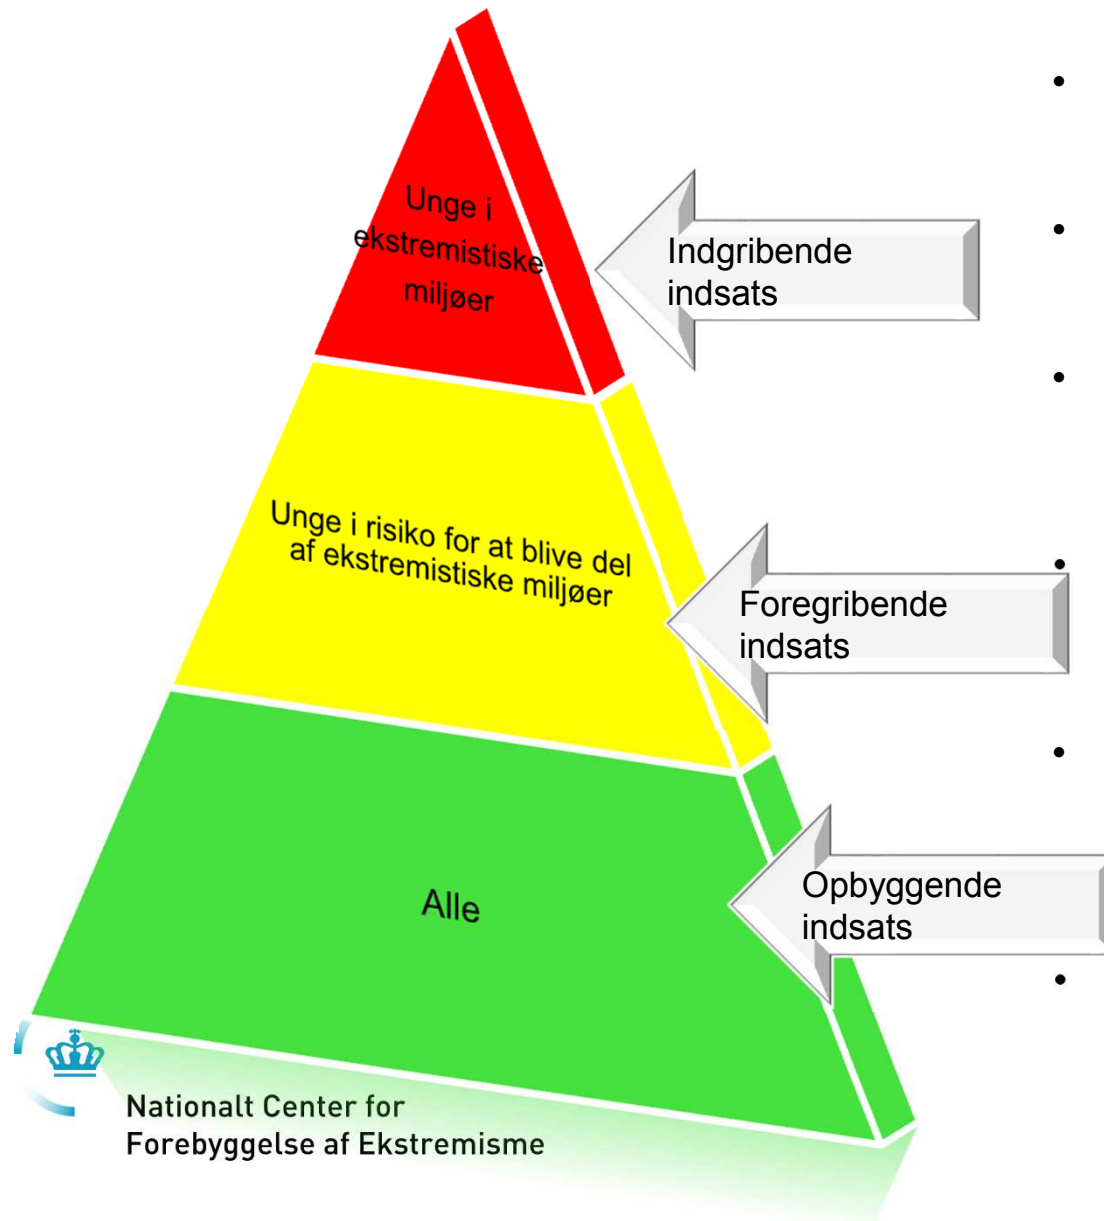 Unge i
ekstremistiske
miljøer
Indgribende
indsats
Unge i risiko for at blive del
af ekstremistiske miljøer
Foregribende
indsats
Alle
Opbyggende
indsats
Nationalt Center for
Forebyggelse af Ekstremisme